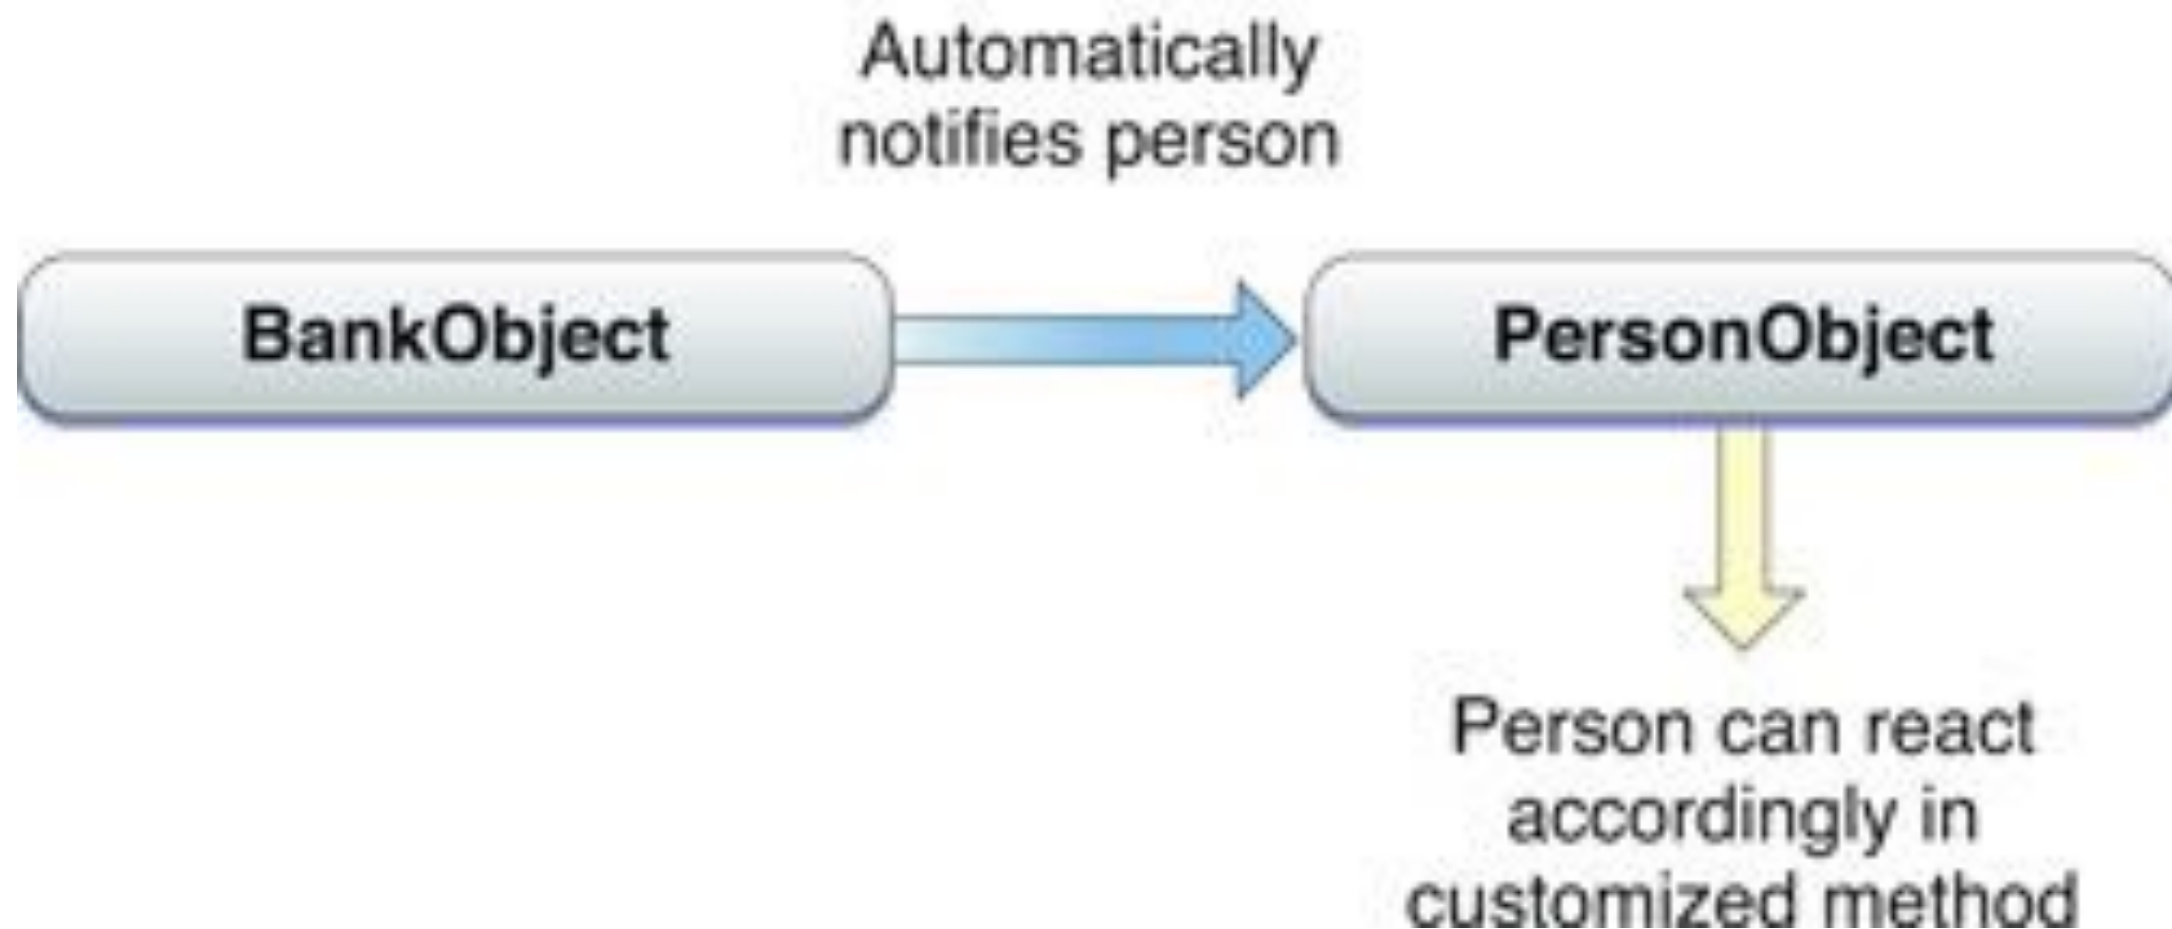 Automatically
notifies person
BankObject
PersonObject
Person can react
accordingly in
customized method